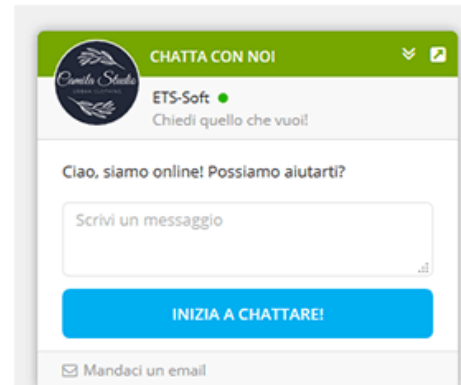 CHATTA CON NOI
Camila Studio
URBAN CLOTHING
ETS-Soft
Chiedi quello che vuoi!
Ciao, siamo online! Possiamo aiutarti?
Scrivi un messaggio
INIZIA A CHATTARE!
Mandaci un email